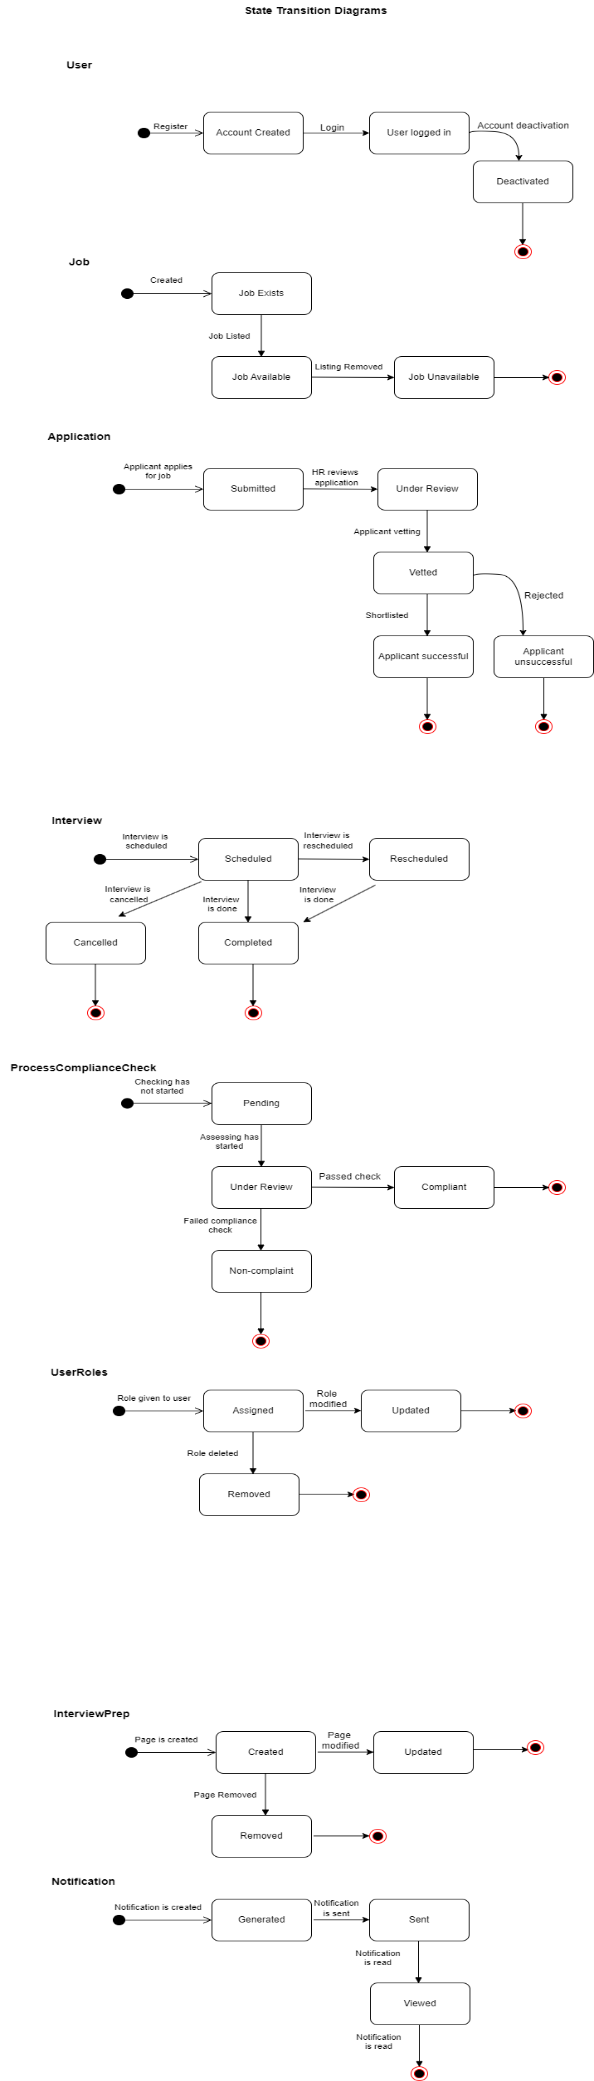 State Transition Diagrams
User
Register
Account Created
Login
User logged in
Account deactivation
Deactivated
Job
Created
Job Exists
Job Listed
Job Available
Listing Removed
Job Unavailable
Application
Applicant applies
for job
Submitted
HR reviews
application
Under Review
Applicant vetting
Vetted
Shortlisted
Rejected
Applicant successful
Applicant
unsuccessful
Interview
Interview is
scheduled
Scheduled
Interview is
rescheduled
Rescheduled
Interview is
cancelled
Interview
is done
Interview
is done
Cancelled
Completed
ProcessComplianceCheck
Checking has
not started
Pending
Assessing has
started
Under Review
Passed check
Compliant
Failed compliance
check
Non-complaint
UserRoles
Role given to user
Assigned
Role
modified
Updated
Role deleted
Removed
InterviewPrep
Page is created
Created
Page
modified
Updated
Page Removed
Removed
Notification
Notification is created
Generated
Notification
is sent
Sent
Notification
is read
Viewed
Notification
is read